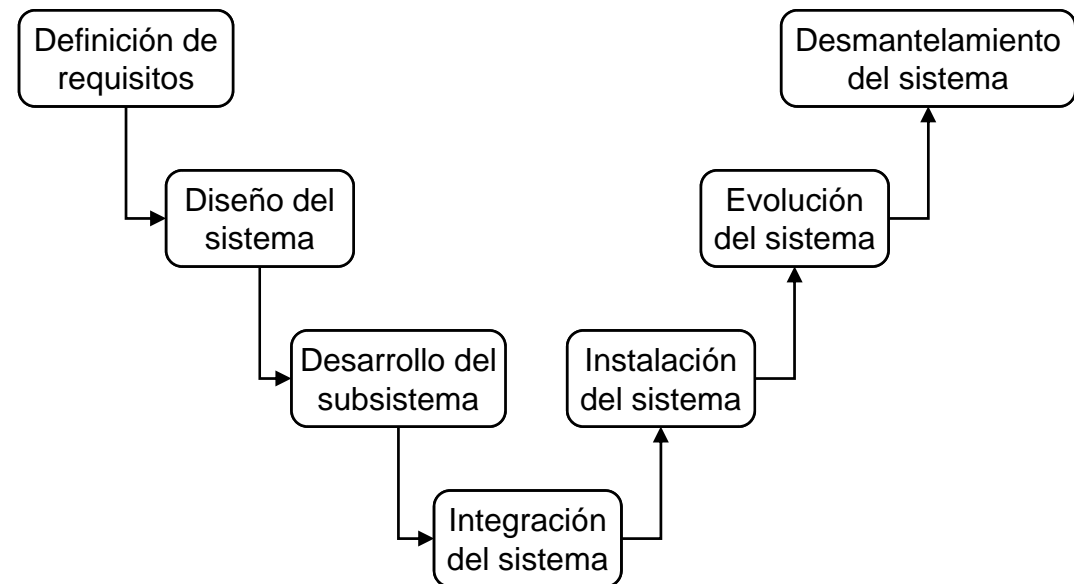 Definición de
requisitos
Desmantelamiento
del sistema
Diseño del
sistema
Evolución
del sistema
Desarrollo del
subsistema
Instalación
del sistema
Integración
del sistema